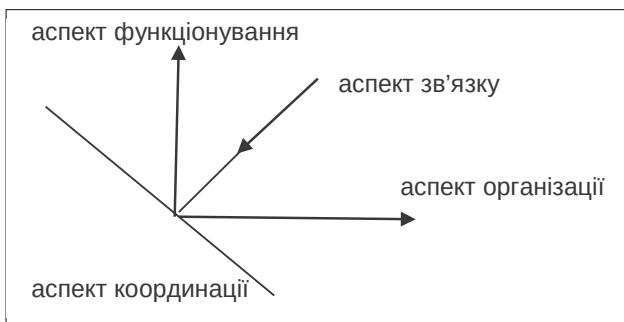 аспект функціонування
аспект зв’язку
аспект організації
аспект координації